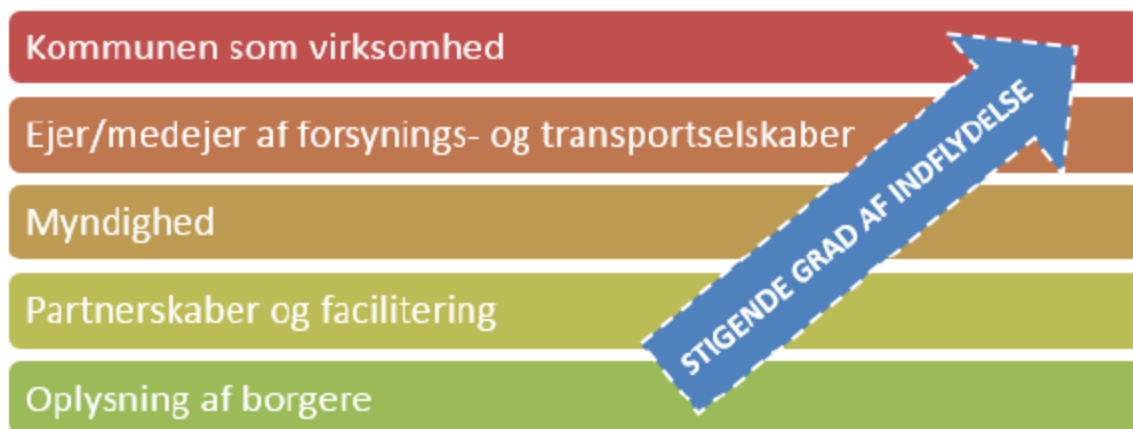 Kommunen som virksomhed
Ejer/medejer af forsynings- og transportselskaber
Myndighed
Partnerskaber og facilitering
Oplysning af borgere
STIGENDE GRAD AF INDFLYDELSE